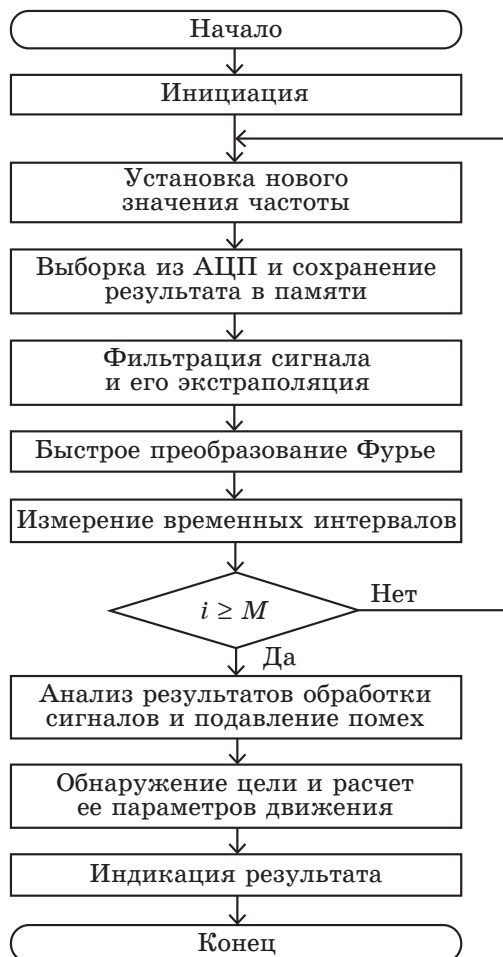 Начало
Инициация
Установка нового
значения частоты
Выборка из АЦП и сохранение
результата в памяти
Фильтрация сигнала
и его экстраполяция
Быстрое преобразование Фурье
Измерение временных интервалов
i ≥ M
Нет
Да
Анализ результатов обработки
сигналов и подавление помех
Обнаружение цели и расчет
ее параметров движения
Индикация результата
Конец